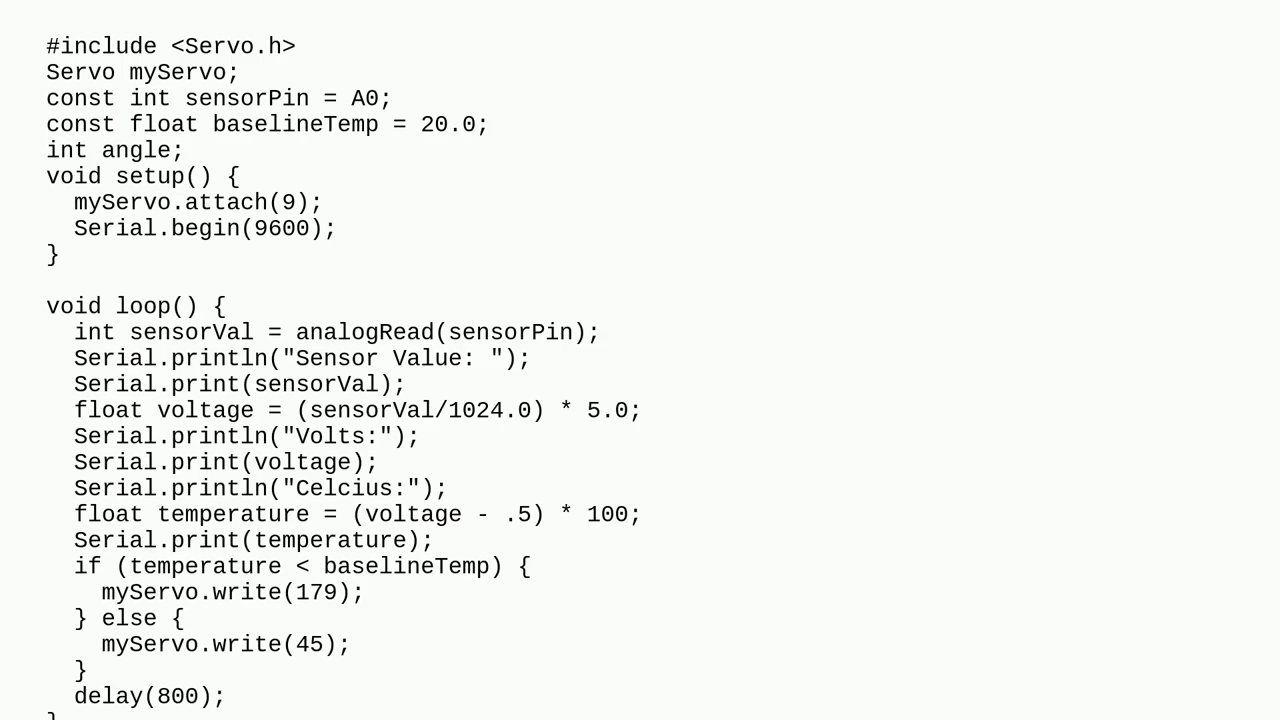 #include <Servo.h>
Servo myServo;
const int sensorPin = A0;
const float baselineTemp = 20.0;
int angle;
void setup() {
  myServo.attach(9);
  Serial.begin(9600);
}

void loop() {
  int sensorVal = analogRead(sensorPin);
  Serial.println("Sensor Value: ");
  Serial.print(sensorVal);
  float voltage = (sensorVal/1024.0) * 5.0;
  Serial.println("Volts:");
  Serial.print(voltage);
  Serial.println("Celcius:");
  float temperature = (voltage - .5) * 100;
  Serial.print(temperature);
  if (temperature < baselineTemp) {
    myServo.write(179);
  } else {
    myServo.write(45);
  }
  delay(800);
}